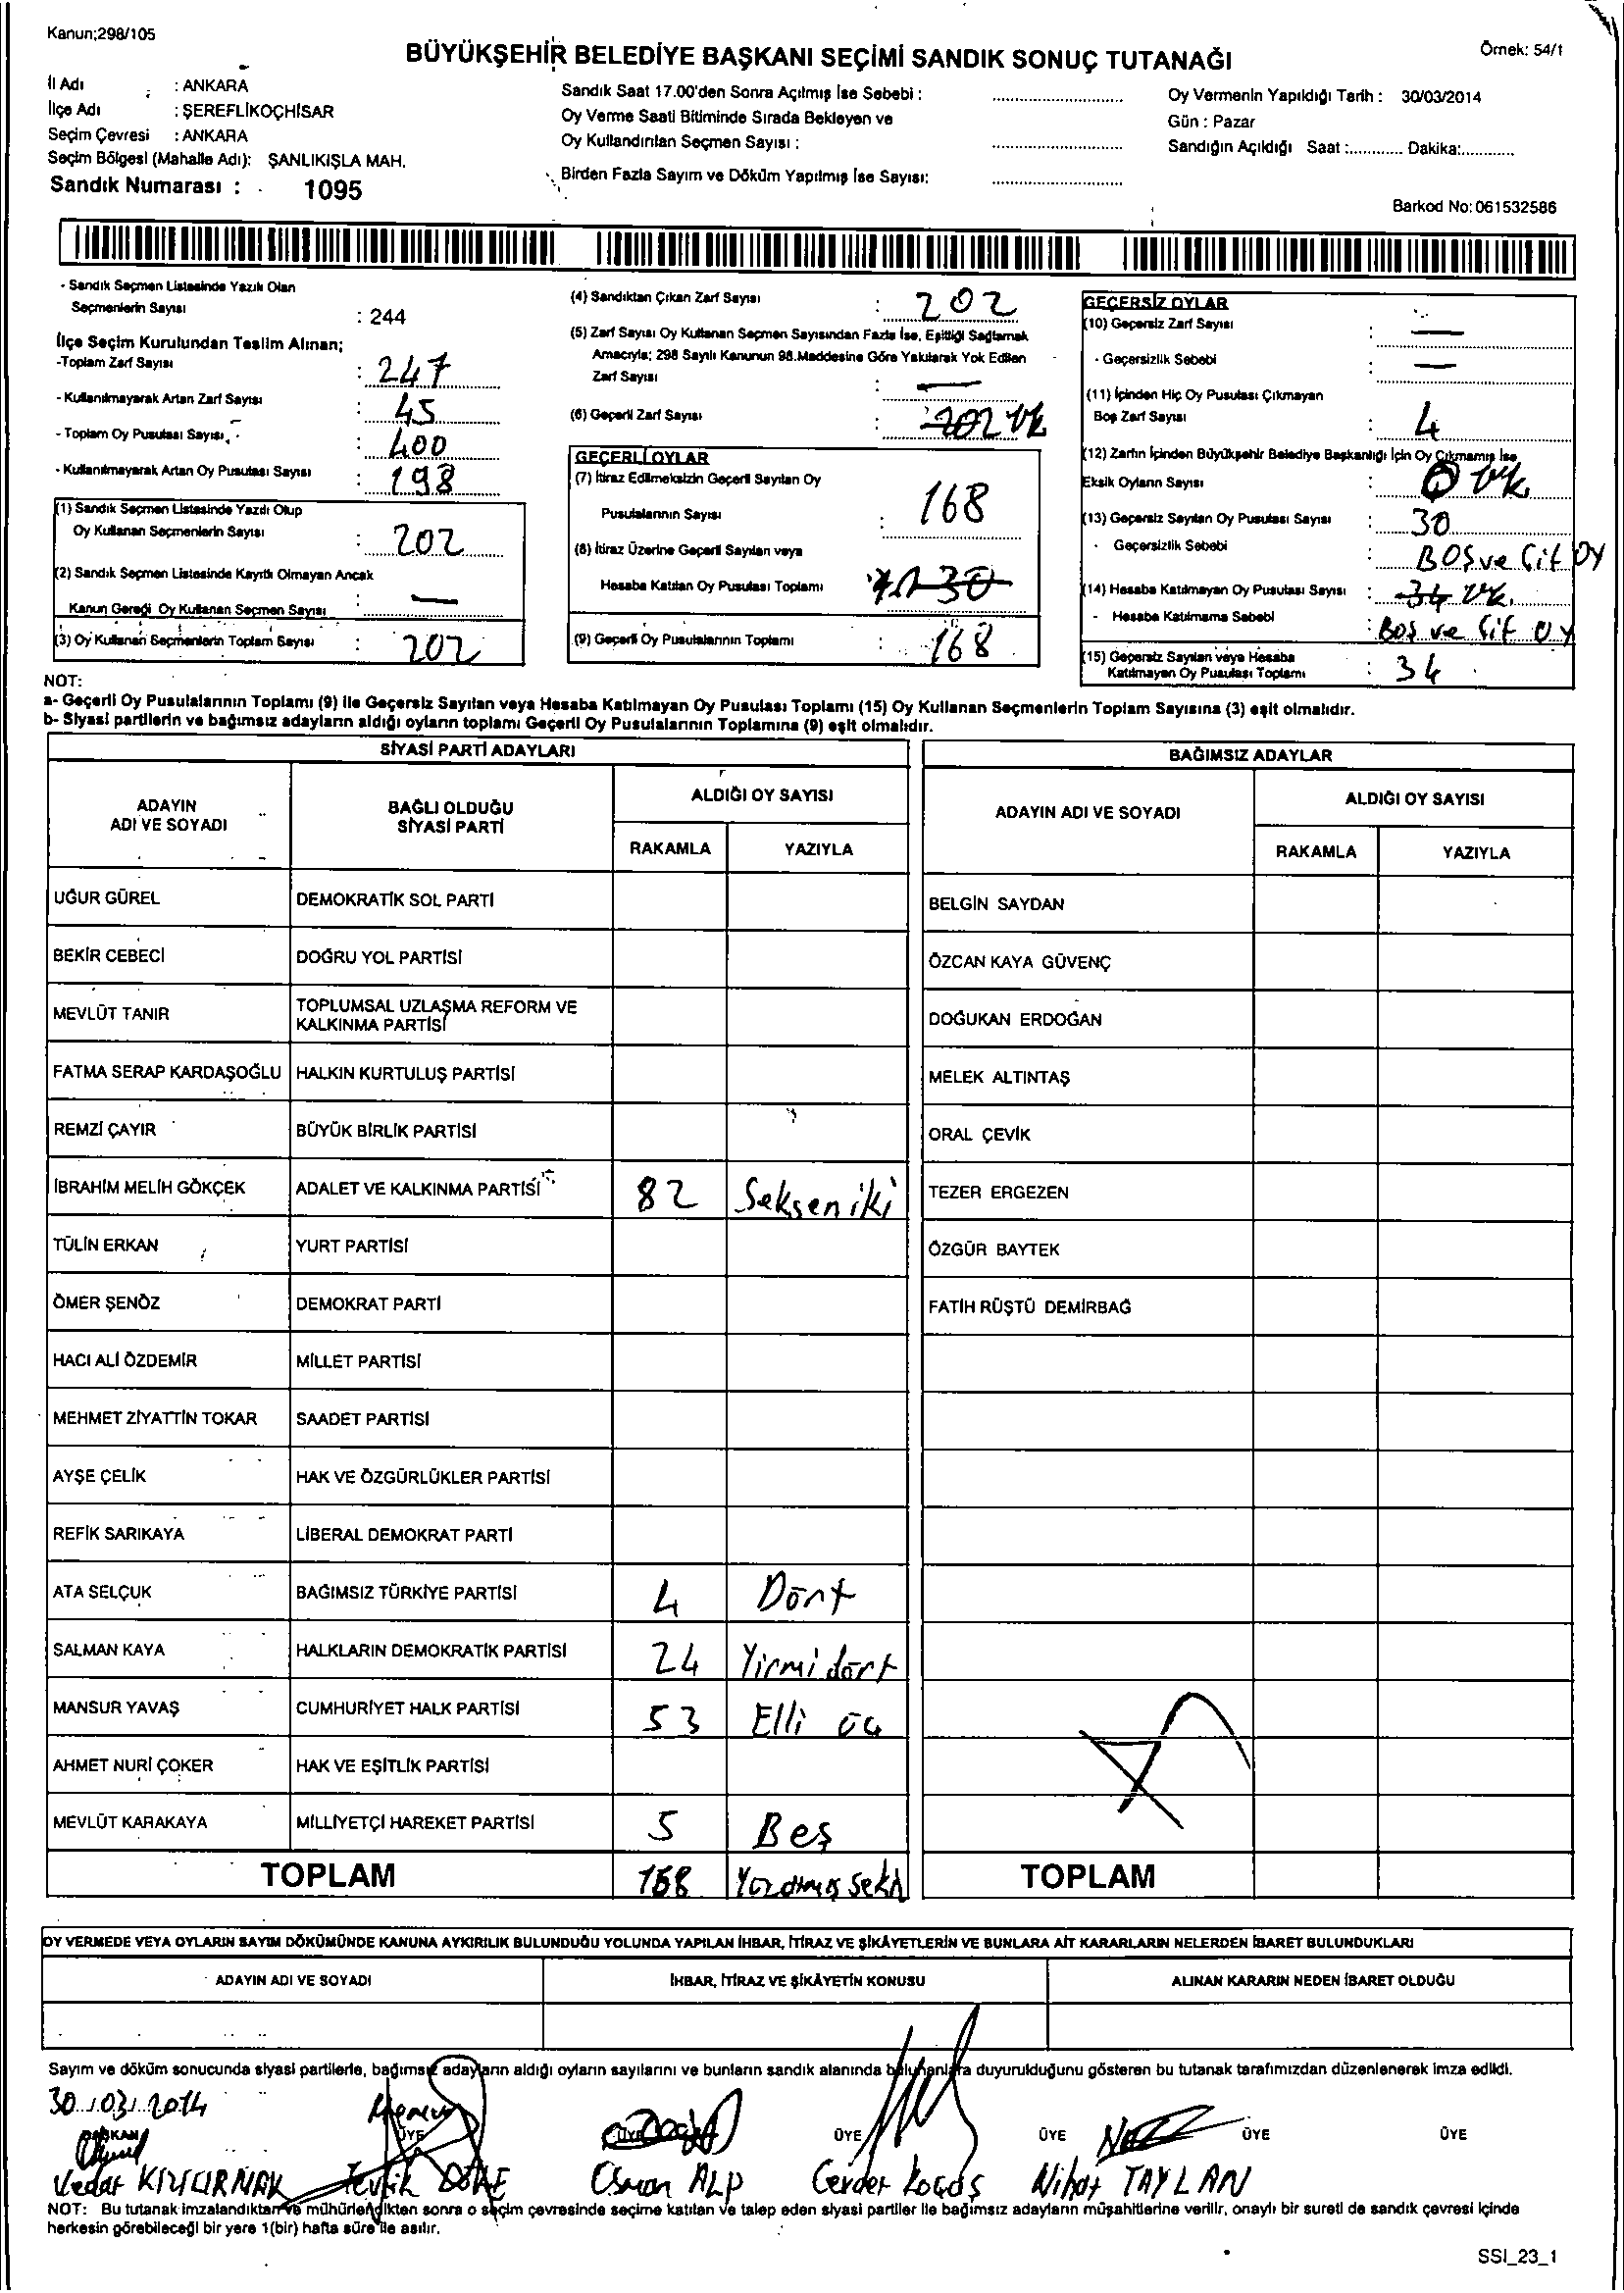 Kanun;298/105
Örnek: 54/1
BÜYÜKŞEHİR BELEDİYE BAŞKANI SEÇİMİ SANDIK SONUÇ TUTANAĞI
İl Adı : ANKARA
İlçe Adı : ŞEREFLİKOÇHİSAR
Seçim Çevresi : ANKARA
Seçim Bölgesi (Mahalle Adı): ŞANLIKIŞLA MAH.
Sandık Numarası : 1095
Sandık Saat 17.00'den Sonra Açılmış İse Sebebi :
Oy Verme Saati Bitiminde Sırada Bekleyen ve
Oy Kullandırılan Seçmen Sayısı :
Birden Fazla Sayım ve Döküm Yapılmış İse Sayısı:
Oy Vermenin Yapıldığı Tarih : 30/03/2014
Gün : Pazar
Sandığın Açıldığı Saat :............ Dakika:............
Barkod No: 061532586
- Sandık Seçmen Listesinde Yazılı Olan
Seçmenlerin Sayısı : 244
İlçe Seçim Kurulundan Teslim Alınan;
-Toplam Zarf Sayısı : 247
- Kullanılmayarak Artan Zarf Sayısı : 45
- Toplam Oy Pusulası Sayısı : 400
- Kullanılmayarak Artan Oy Pusulası Sayısı : 198
(1) Sandık Seçmen Listesinde Yazılı Olup
Oy Kullanan Seçmenlerin Sayısı : 202
(2) Sandık Seçmen Listesinde Kayıtlı Olmayan Ancak
Kanun Gereği Oy Kullanan Seçmen Sayısı : —
(3) Oy Kullanan Seçmenlerin Toplam Sayısı : 202
(4) Sandıktan Çıkan Zarf Sayısı : 202
(5) Zarf Sayısı Oy Kullanan Seçmen Sayısından Fazla İse, Eşitliği Sağlamak
Amacıyla; 298 Sayılı Kanunun 98.Maddesine Göre Yakılarak Yok Edilen
Zarf Sayısı : —
(6) Geçerli Zarf Sayısı : 202
GEÇERLİ OYLAR
(7) İtiraz Edilmeksizin Geçerli Sayılan Oy
Pusulalarının Sayısı : 168
(8) İtiraz Üzerine Geçerli Sayılan veya
Hesaba Katılan Oy Pusulası Toplamı 30
(9) Geçerli Oy Pusulalarının Toplamı : 168
GEÇERSİZ OYLAR
(10) Geçersiz Zarf Sayısı : —
- Geçersizlik Sebebi : —
(11) İçinden Hiç Oy Pusulası Çıkmayan
Boş Zarf Sayısı : 4
(12) Zarfın İçinden Büyükşehir Belediye Başkanlığı İçin Oy Çıkmamış İse
Eksik Oyların Sayısı : 0
(13) Geçersiz Sayılan Oy Pusulası Sayısı : 30
- Geçersizlik Sebebi : BOŞ ve Çift OY
(14) Hesaba Katılmayan Oy Pusulası Sayısı : 34
- Hesaba Katılmama Sebebi : Boş ve Çift OY
(15) Geçersiz Sayılan veya Hesaba
Katılmayan Oy Pusulası Toplamı : 34
NOT:
a- Geçerli Oy Pusulalarının Toplamı (9) ile Geçersiz Sayılan veya Hesaba Katılmayan Oy Pusulası Toplamı (15) Oy Kullanan Seçmenlerin Toplam Sayısına (3) eşit olmalıdır.
b- Siyasi partilerin ve bağımsız adayların aldığı oyların toplamı Geçerli Oy Pusulalarının Toplamına (9) eşit olmalıdır.
SİYASİ PARTİ ADAYLARI
ADAYIN ADI VE SOYADI
BAĞLI OLDUĞU SİYASİ PARTİ
ALDIĞI OY SAYISI
RAKAMLA YAZIYLA
UĞUR GÜREL DEMOKRATİK SOL PARTİ
BEKİR CEBECİ DOĞRU YOL PARTİSİ
MEVLÜT TANIR TOPLUMSAL UZLAŞMA REFORM VE
KALKINMA PARTİSİ
FATMA SERAP KARDAŞOĞLU HALKIN KURTULUŞ PARTİSİ
REMZİ ÇAYIR BÜYÜK BİRLİK PARTİSİ
İBRAHİM MELİH GÖKÇEK ADALET VE KALKINMA PARTİSİ 82 Sekseniki
TÜLİN ERKAN YURT PARTİSİ
ÖMER ŞENÖZ DEMOKRAT PARTİ
HACI ALİ ÖZDEMİR MİLLET PARTİSİ
MEHMET ZİYATTİN TOKAR SAADET PARTİSİ
AYŞE ÇELİK HAK VE ÖZGÜRLÜKLER PARTİSİ
REFİK SARIKAYA LİBERAL DEMOKRAT PARTİ
ATA SELÇUK BAĞIMSIZ TÜRKİYE PARTİSİ 4 Dört
SALMAN KAYA HALKLARIN DEMOKRATİK PARTİSİ 24 Yirmi dört
MANSUR YAVAŞ CUMHURİYET HALK PARTİSİ 53 Elli üç
AHMET NURİ ÇOKER HAK VE EŞİTLİK PARTİSİ
MEVLÜT KARAKAYA MİLLİYETÇİ HAREKET PARTİSİ 5 Beş
TOPLAM 168
BAĞIMSIZ ADAYLAR
ADAYIN ADI VE SOYADI
ALDIĞI OY SAYISI
RAKAMLA YAZIYLA
BELGİN SAYDAN
ÖZCAN KAYA GÜVENÇ
DOĞUKAN ERDOĞAN
MELEK ALTINTAŞ
ORAL ÇEVİK
TEZER ERGEZEN
ÖZGÜR BAYTEK
FATİH RÜŞTÜ DEMİRBAĞ
TOPLAM
OY VERMEDE VEYA OYLARIN SAYIM DÖKÜMÜNDE KANUNA AYKIRILIK BULUNDUĞU YOLUNDA YAPILAN İHBAR, İTİRAZ VE ŞİKÂYETLERİN VE BUNLARA AİT KARARLARIN NELERDEN İBARET BULUNDUKLARI
ADAYIN ADI VE SOYADI
İHBAR, İTİRAZ VE ŞİKÂYETİN KONUSU
ALINAN KARARIN NEDEN İBARET OLDUĞU
Sayım ve döküm sonucunda siyasi partilerle, bağımsız adayların aldığı oyların sayılarını ve bunların sandık alanında bulunanlara duyurulduğunu gösteren bu tutanak tarafımızdan düzenlenerek imza edildi.
30.03.2014
BAŞKAN ÜYE ÜYE ÜYE ÜYE ÜYE ÜYE
Vedat Tevfik Osman ALP Nihat TAYLAN
NOT: Bu tutanak imzalandıktan ve mühürlendikten sonra o seçim çevresinde seçime katılan ve talep eden siyasi partiler ile bağımsız adayların müşahitlerine verilir, onaylı bir sureti de sandık çevresi içinde
herkesin görebileceği bir yere 1(bir) hafta süre ile asılır.
SSI_23_1